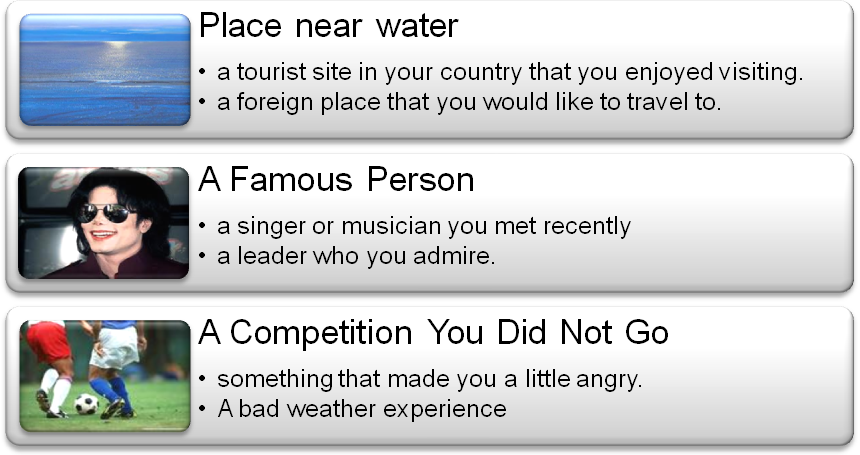 Place near water
• a tourist site in your country that you enjoyed visiting.
• a foreign place that you would like to travel to.
A Famous Person
• a singer or musician you met recently
• a leader who you admire.
A Competition You Did Not Go
• something that made you a little angry.
• A bad weather experience